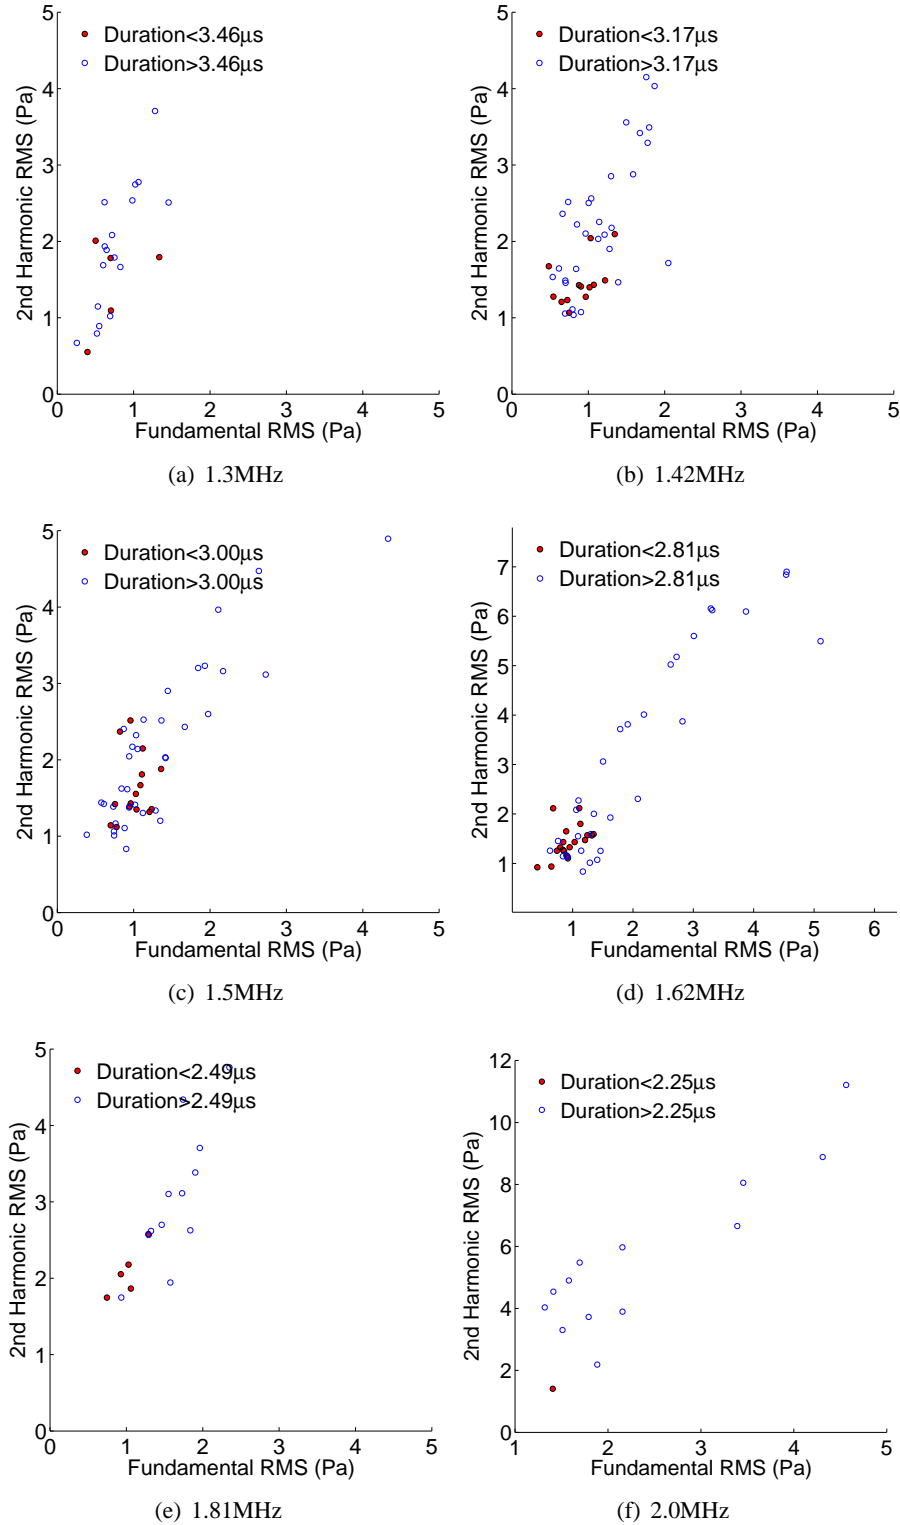 5
4
3
2
1
0
2nd Harmonic RMS (Pa)
Duration<3.46μs
Duration>3.46μs
0 1 2 3 4 5
Fundamental RMS (Pa)
(a) 1.3MHz
5
4
3
2
1
0
2nd Harmonic RMS (Pa)
Duration<3.17μs
Duration>3.17μs
0 1 2 3 4 5
Fundamental RMS (Pa)
(b) 1.42MHz
5
4
3
2
1
0
2nd Harmonic RMS (Pa)
Duration<3.00μs
Duration>3.00μs
0 1 2 3 4 5
Fundamental RMS (Pa)
(c) 1.5MHz
7
6
5
4
3
2
1
2nd Harmonic RMS (Pa)
Duration<2.81μs
Duration>2.81μs
1 2 3 4 5 6
Fundamental RMS (Pa)
(d) 1.62MHz
5
4
3
2
1
0
2nd Harmonic RMS (Pa)
Duration<2.49μs
Duration>2.49μs
0 1 2 3 4 5
Fundamental RMS (Pa)
(e) 1.81MHz
12
10
8
6
4
2
0
2nd Harmonic RMS (Pa)
Duration<2.25μs
Duration>2.25μs
1 2 3 4 5
Fundamental RMS (Pa)
(f) 2.0MHz